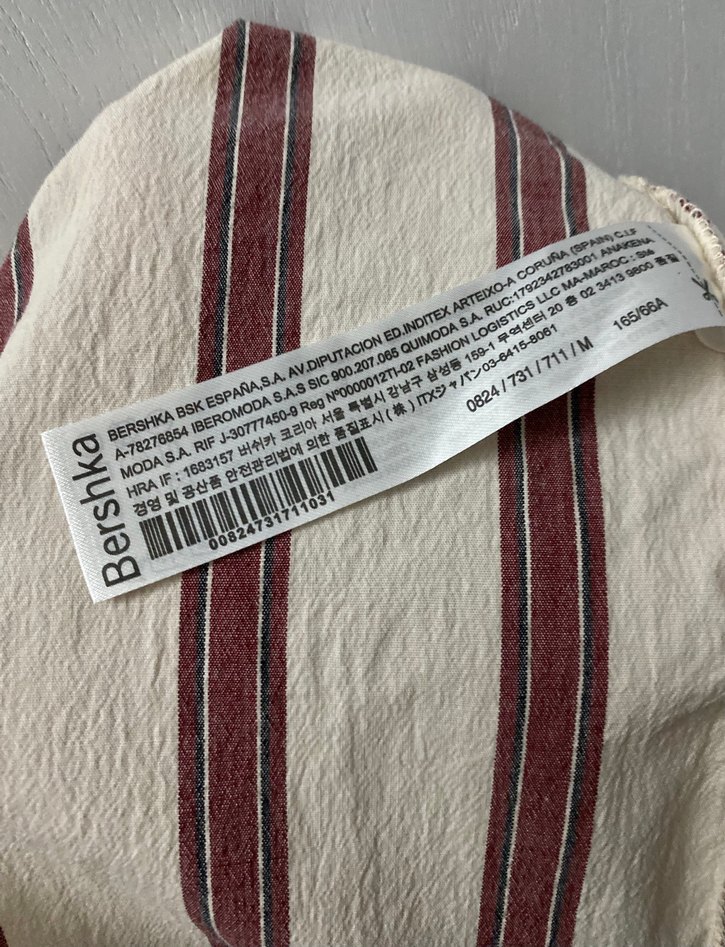 Bershka
BERSHKA BSK ESPAÑA,S.A. AV.DIPUTACION ED.INDITEX ARTEIXO-A CORUÑA (SPAIN) C.I.F
A-78276854 IBEROMODA S.A.S SIC 900.207.065 QUIMODA S.A. RUC:1792342783001 ANAKENA
MODA S.A. RIF J-30777450-9 Reg Nº0000012TI-02 FASHION LOGISTICS LLC MA-MAROC : Sté
HRA IF : 1683157 버쉬카 코리아 서울 특별시 강남구 삼성동 159-1 무역센터 20 층 02 3413 9800 품질
경영 및 공산품 안전관리법에 의한 품질표시 ( 株 ) ITXジャパン03-6415-8061
0824 / 731 / 711 / M 165/66A
00824731711031